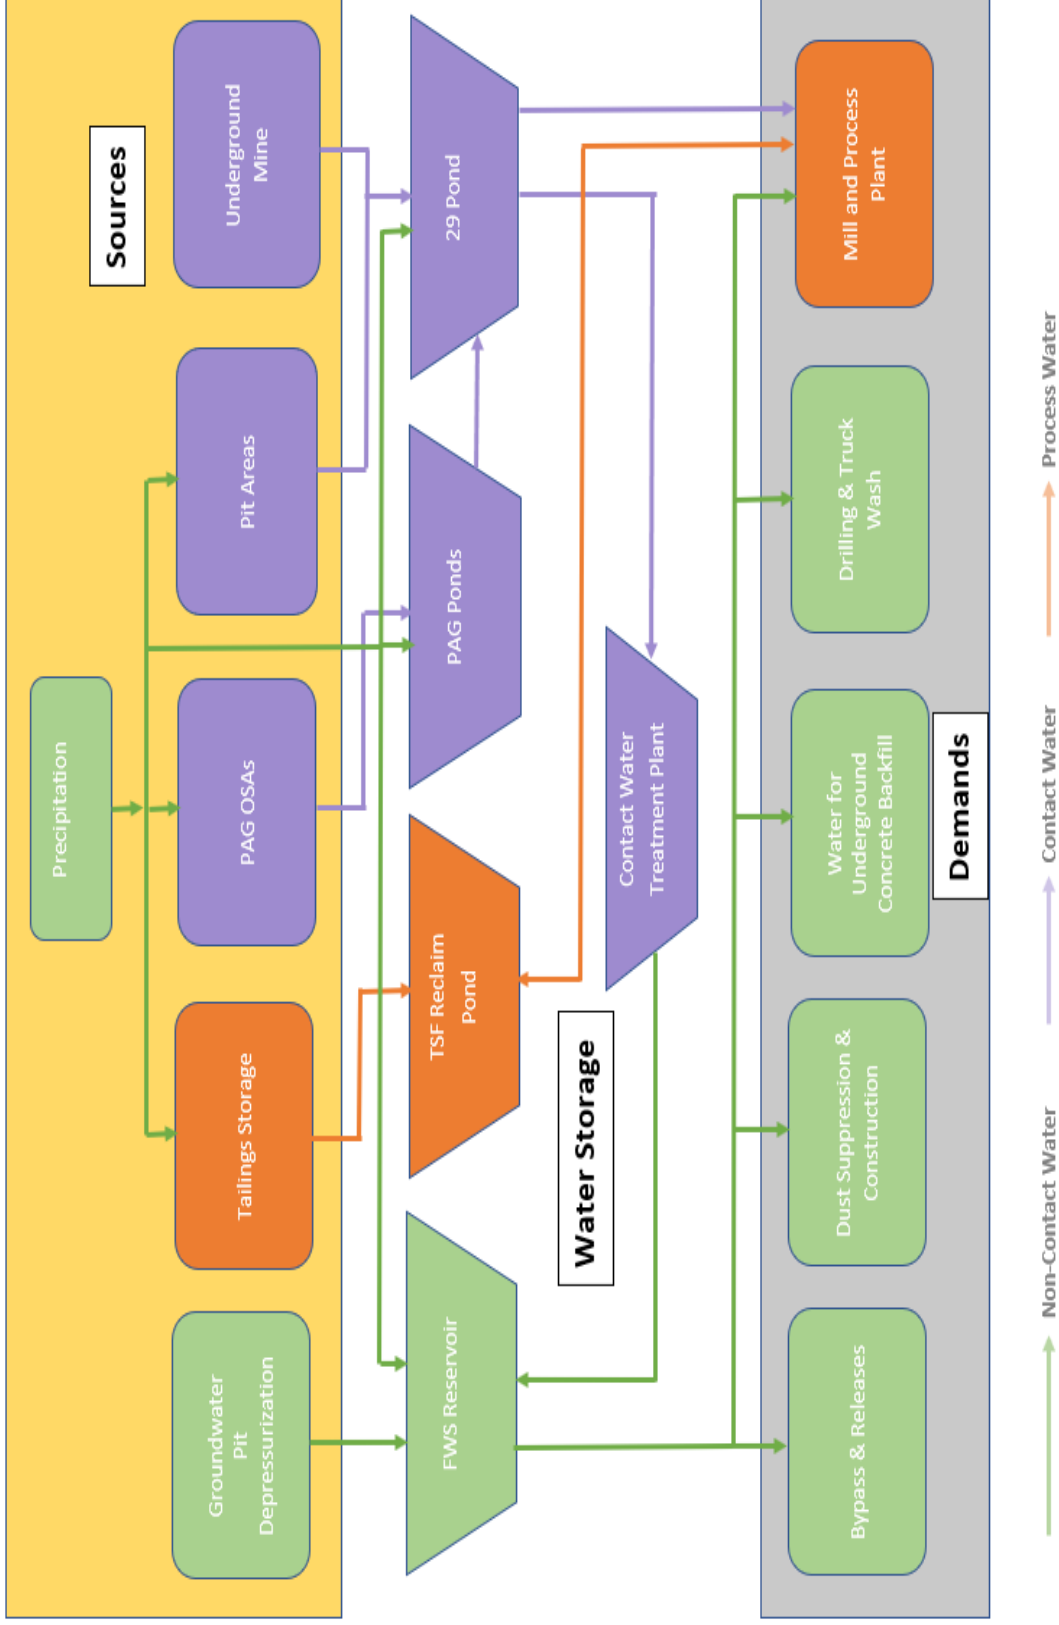 Precipitation
Sources
Groundwater
Pit
Depressurization
Tailings Storage
PAG OSAs
Pit Areas
Underground
Mine
FWS Reservoir
TSF Reclaim
Pond
PAG Ponds
29 Pond
Water Storage
Contact Water
Treatment Plant
Bypass & Releases
Dust Suppression &
Construction
Water for
Underground
Concrete Backfill
Drilling & Truck
Wash
Mill and Process
Plant
Demands
Non-Contact Water
Contact Water
Process Water